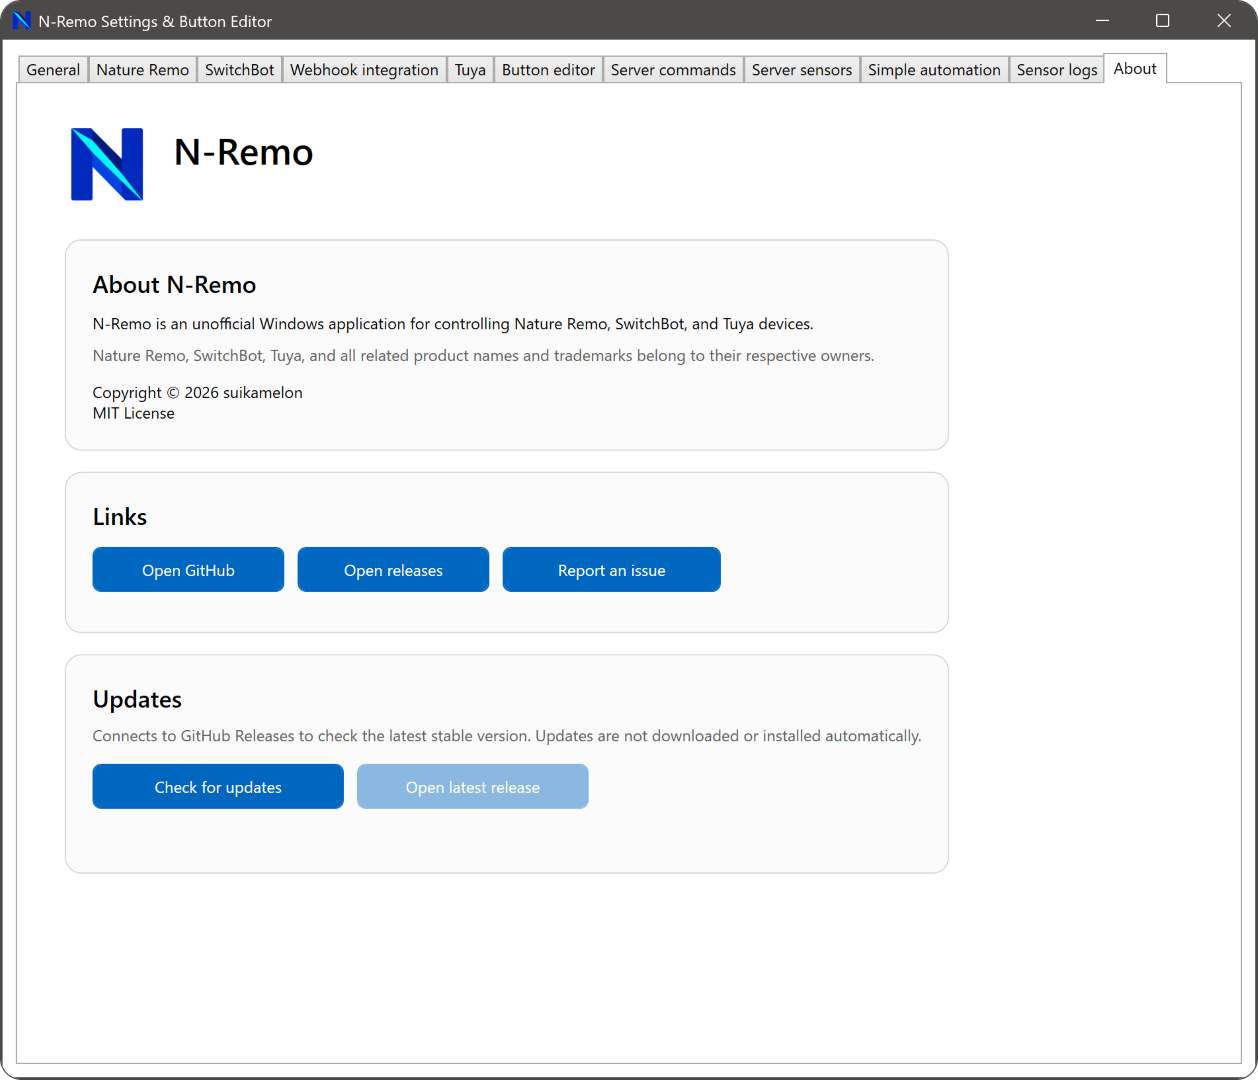 N-Remo Settings & Button Editor
General Nature Remo SwitchBot Webhook integration Tuya Button editor Server commands Server sensors Simple automation Sensor logs About
N-Remo
About N-Remo
N-Remo is an unofficial Windows application for controlling Nature Remo, SwitchBot, and Tuya devices.
Nature Remo, SwitchBot, Tuya, and all related product names and trademarks belong to their respective owners.
Copyright © 2026 suikamelon
MIT License
Links
Open GitHub Open releases Report an issue
Updates
Connects to GitHub Releases to check the latest stable version. Updates are not downloaded or installed automatically.
Check for updates Open latest release